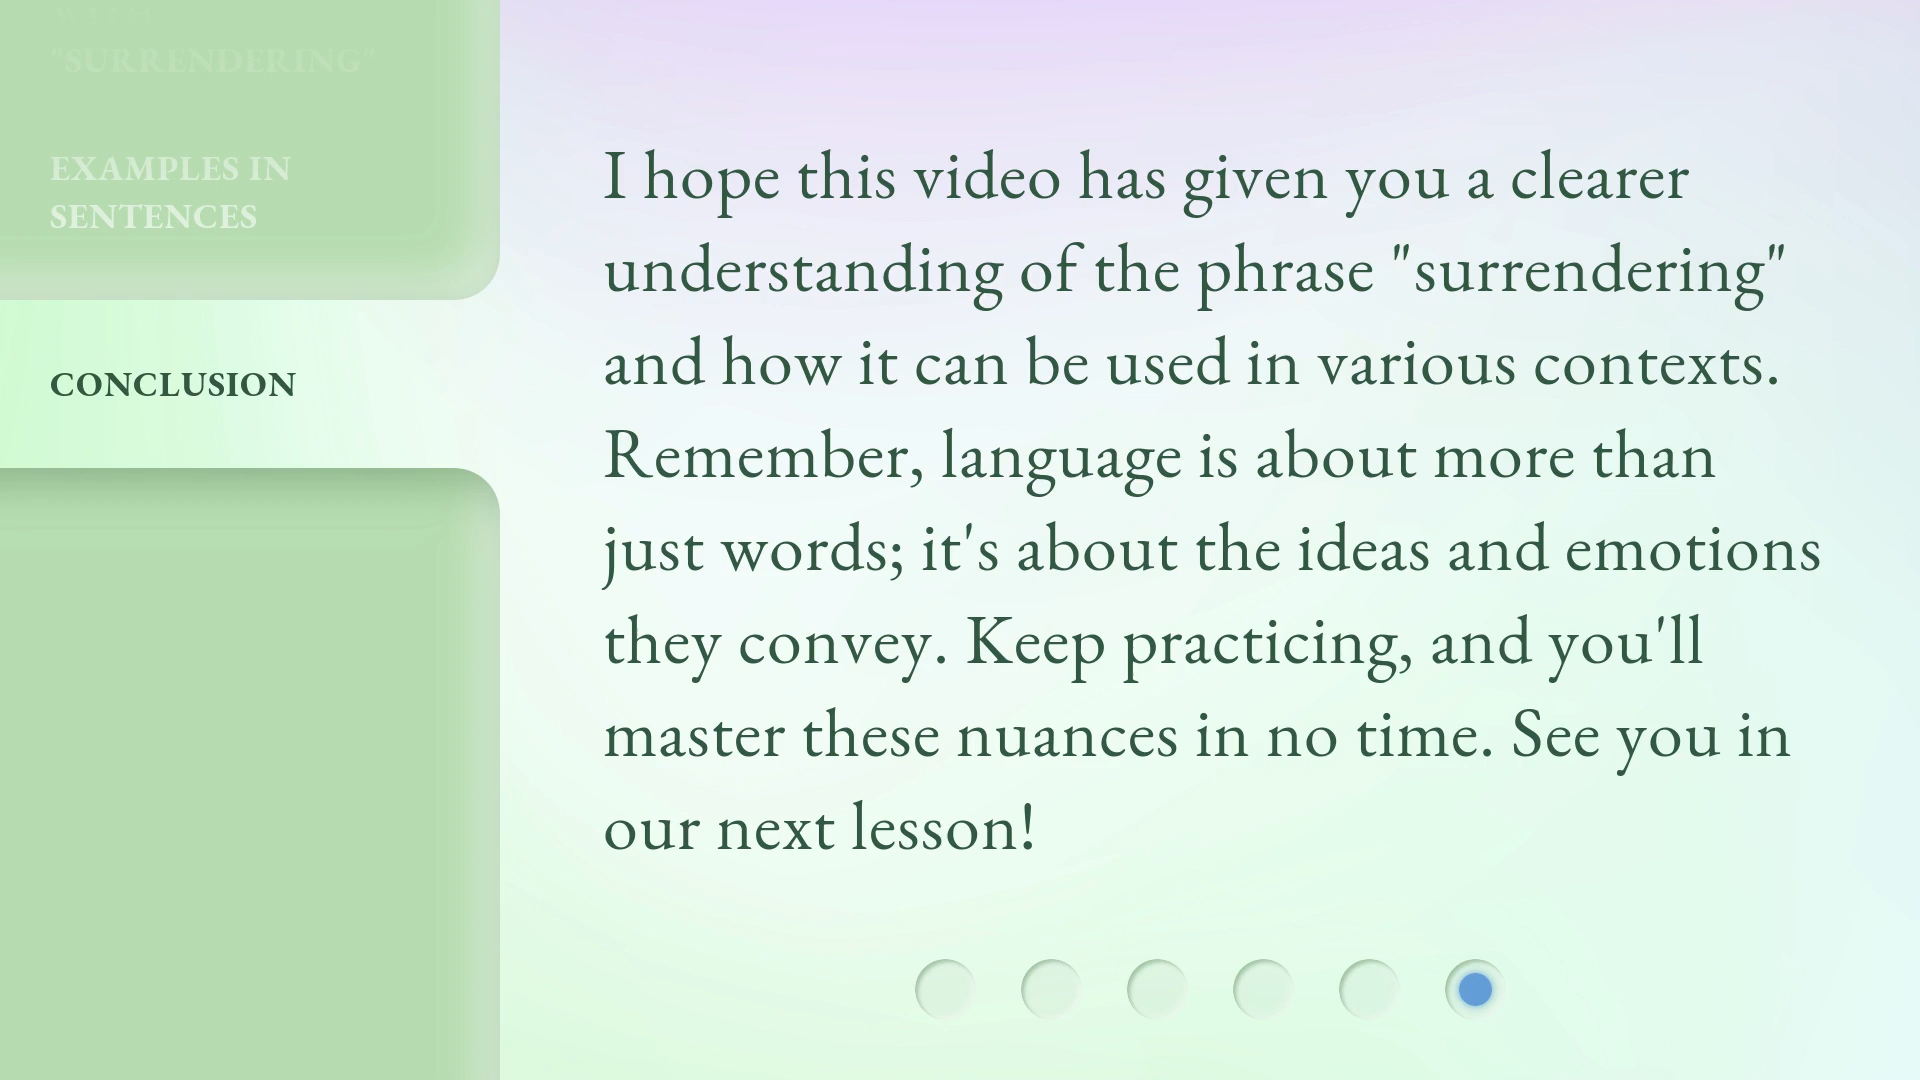 "SURRENDERING"
EXAMPLES IN
SENTENCES
CONCLUSION
I hope this video has given you a clearer
understanding of the phrase "surrendering"
and how it can be used in various contexts.
Remember, language is about more than
just words; it's about the ideas and emotions
they convey. Keep practicing, and you'll
master these nuances in no time. See you in
our next lesson!